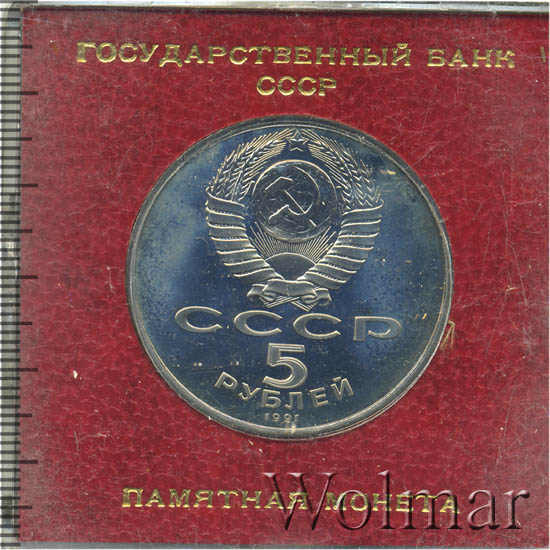 ГОСУДАРСТВЕННЫЙ БАНК
СССР
СССР
5
РУБЛЕЙ
1991
ПАМЯТНАЯ МОНЕТА
Wolmar